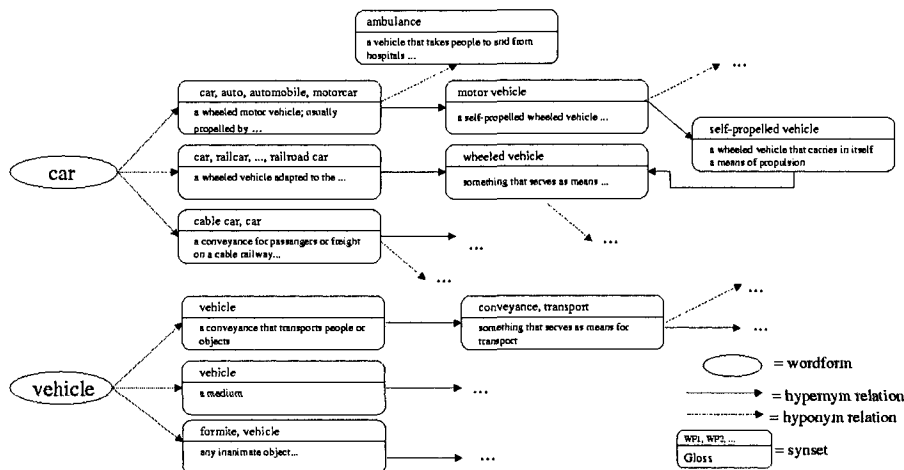 ambulance
a vehicle that takes people to and from
hospitals ...
...
car, auto, automobile, motorcar
a wheeled motor vehicle; usually
propelled by ...
motor vehicle
a self-propelled wheeled vehicle ...
self-propelled vehicle
a wheeled vehicle that carries in itself
a means of propulsion
car
car, railcar, ..., railroad car
a wheeled vehicle adapted to the ...
wheeled vehicle
something that serves as means ...
cable car, car
a conveyance for passangers or freight
on a cable railway...
...
...
...
vehicle
a conveyance that transports people or
objects
conveyance, transport
something that serves as means for
transport
...
...
vehicle
vehicle
a medium
...
formite, vehicle
any inanimate object...
...
= wordform
= hypernym relation
= hyponym relation
WF1, WF2, ...
Gloss
= synset